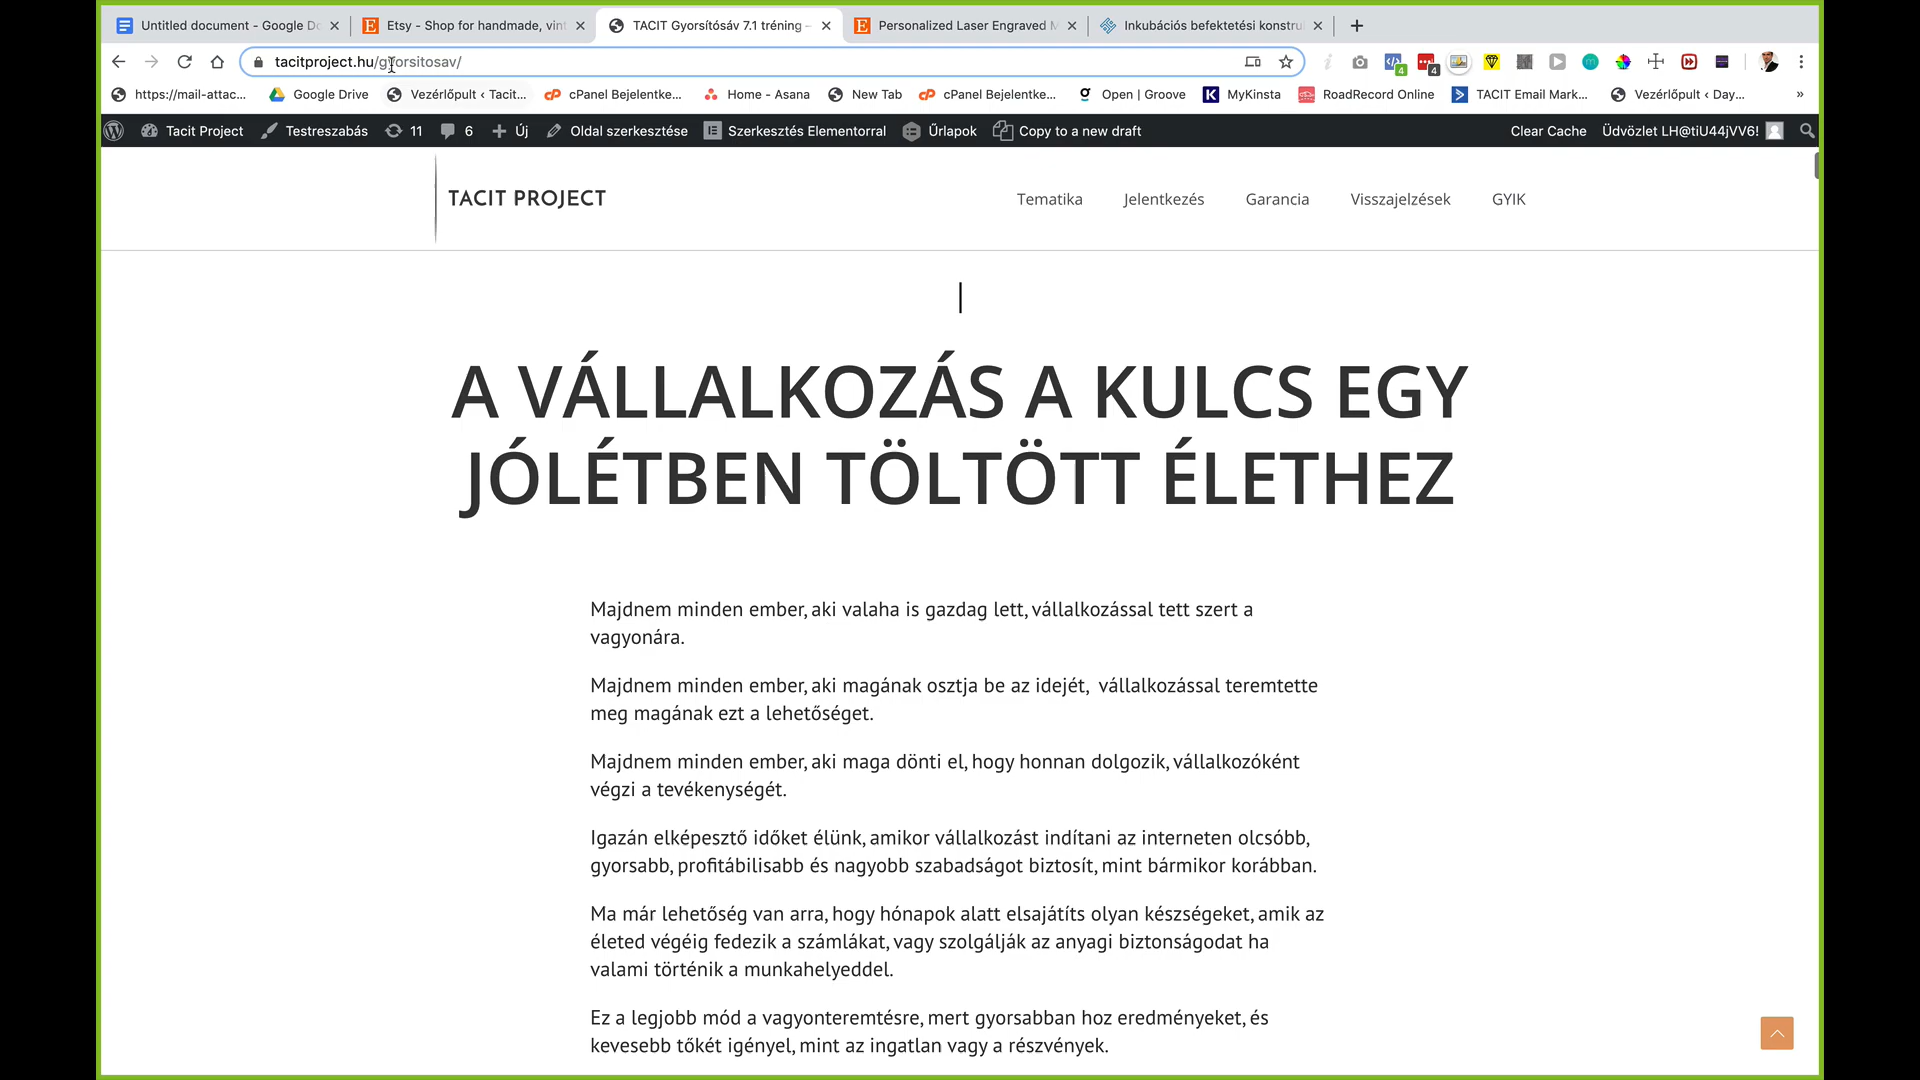 Untitled document - Google Do
Etsy - Shop for handmade, vint
TACIT Gyorsítósáv 7.1 tréning -
Personalized Laser Engraved M
Inkubációs befektetési konstru
tacitproject.hu/gyorsitosav/
4
4
https://mail-attac...
Google Drive
Vezérlőpult ‹ Tacit...
cPanel Bejelentke...
Home - Asana
New Tab
cPanel Bejelentke...
Open | Groove
MyKinsta
RoadRecord Online
TACIT Email Mark...
Vezérlőpult ‹ Day...
»
Tacit Project
Testreszabás
11
6
Új
Oldal szerkesztése
Szerkesztés Elementorral
Űrlapok
Copy to a new draft
Clear Cache
Üdvözlet LH@tiU44jVV6!
TACIT PROJECT
Tematika
Jelentkezés
Garancia
Visszajelzések
GYIK
A VÁLLALKOZÁS A KULCS EGY
JÓLÉTBEN TÖLTÖTT ÉLETHEZ
Majdnem minden ember, aki valaha is gazdag lett, vállalkozással tett szert a
vagyonára.
Majdnem minden ember, aki magának osztja be az idejét, vállalkozással teremtette
meg magának ezt a lehetőséget.
Majdnem minden ember, aki maga dönti el, hogy honnan dolgozik, vállalkozóként
végzi a tevékenységét.
Igazán elképesztő időket élünk, amikor vállalkozást indítani az interneten olcsóbb,
gyorsabb, profitábilisabb és nagyobb szabadságot biztosít, mint bármikor korábban.
Ma már lehetőség van arra, hogy hónapok alatt elsajátíts olyan készségeket, amik az
életed végéig fedezik a számlákat, vagy szolgálják az anyagi biztonságodat ha
valami történik a munkahelyeddel.
Ez a legjobb mód a vagyonteremtésre, mert gyorsabban hoz eredményeket, és
kevesebb tőkét igényel, mint az ingatlan vagy a részvények.